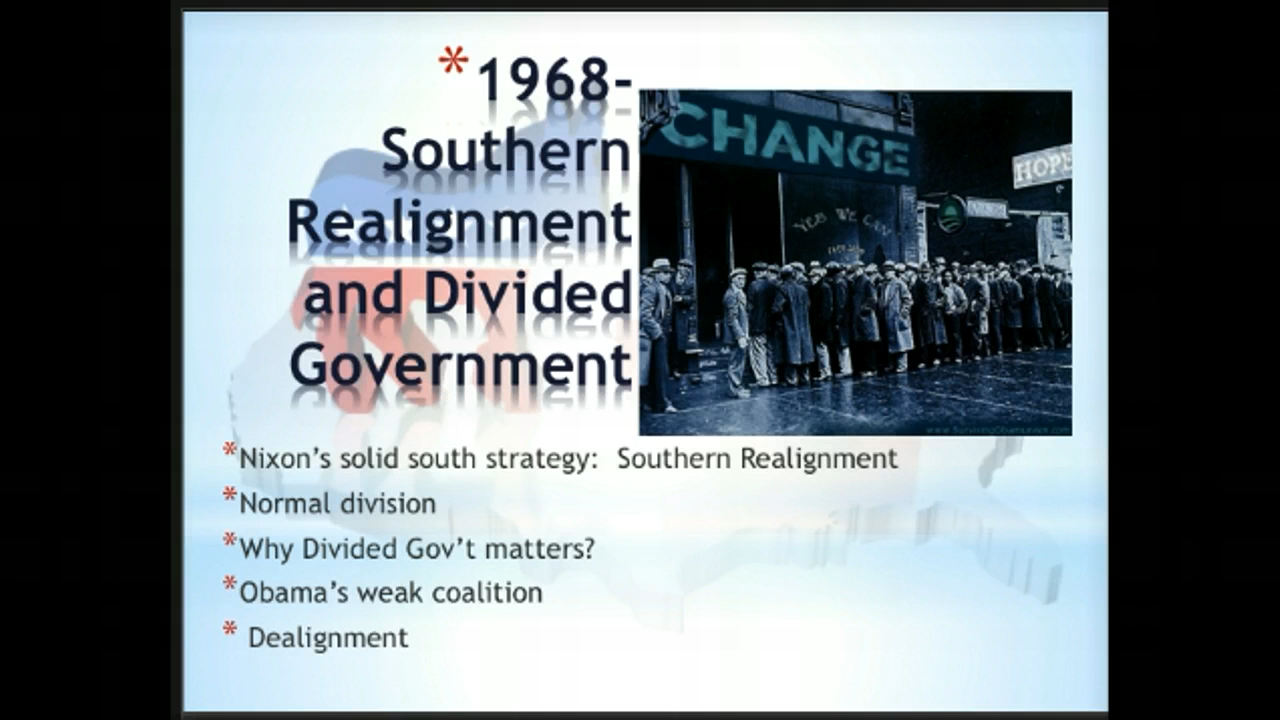 *1968-
Southern
Realignment
and Divided
Government
CHANGE
HOPE
YES WE CAN
*Nixon's solid south strategy:  Southern Realignment
*Normal division
*Why Divided Gov't matters?
*Obama's weak coalition
* Dealignment